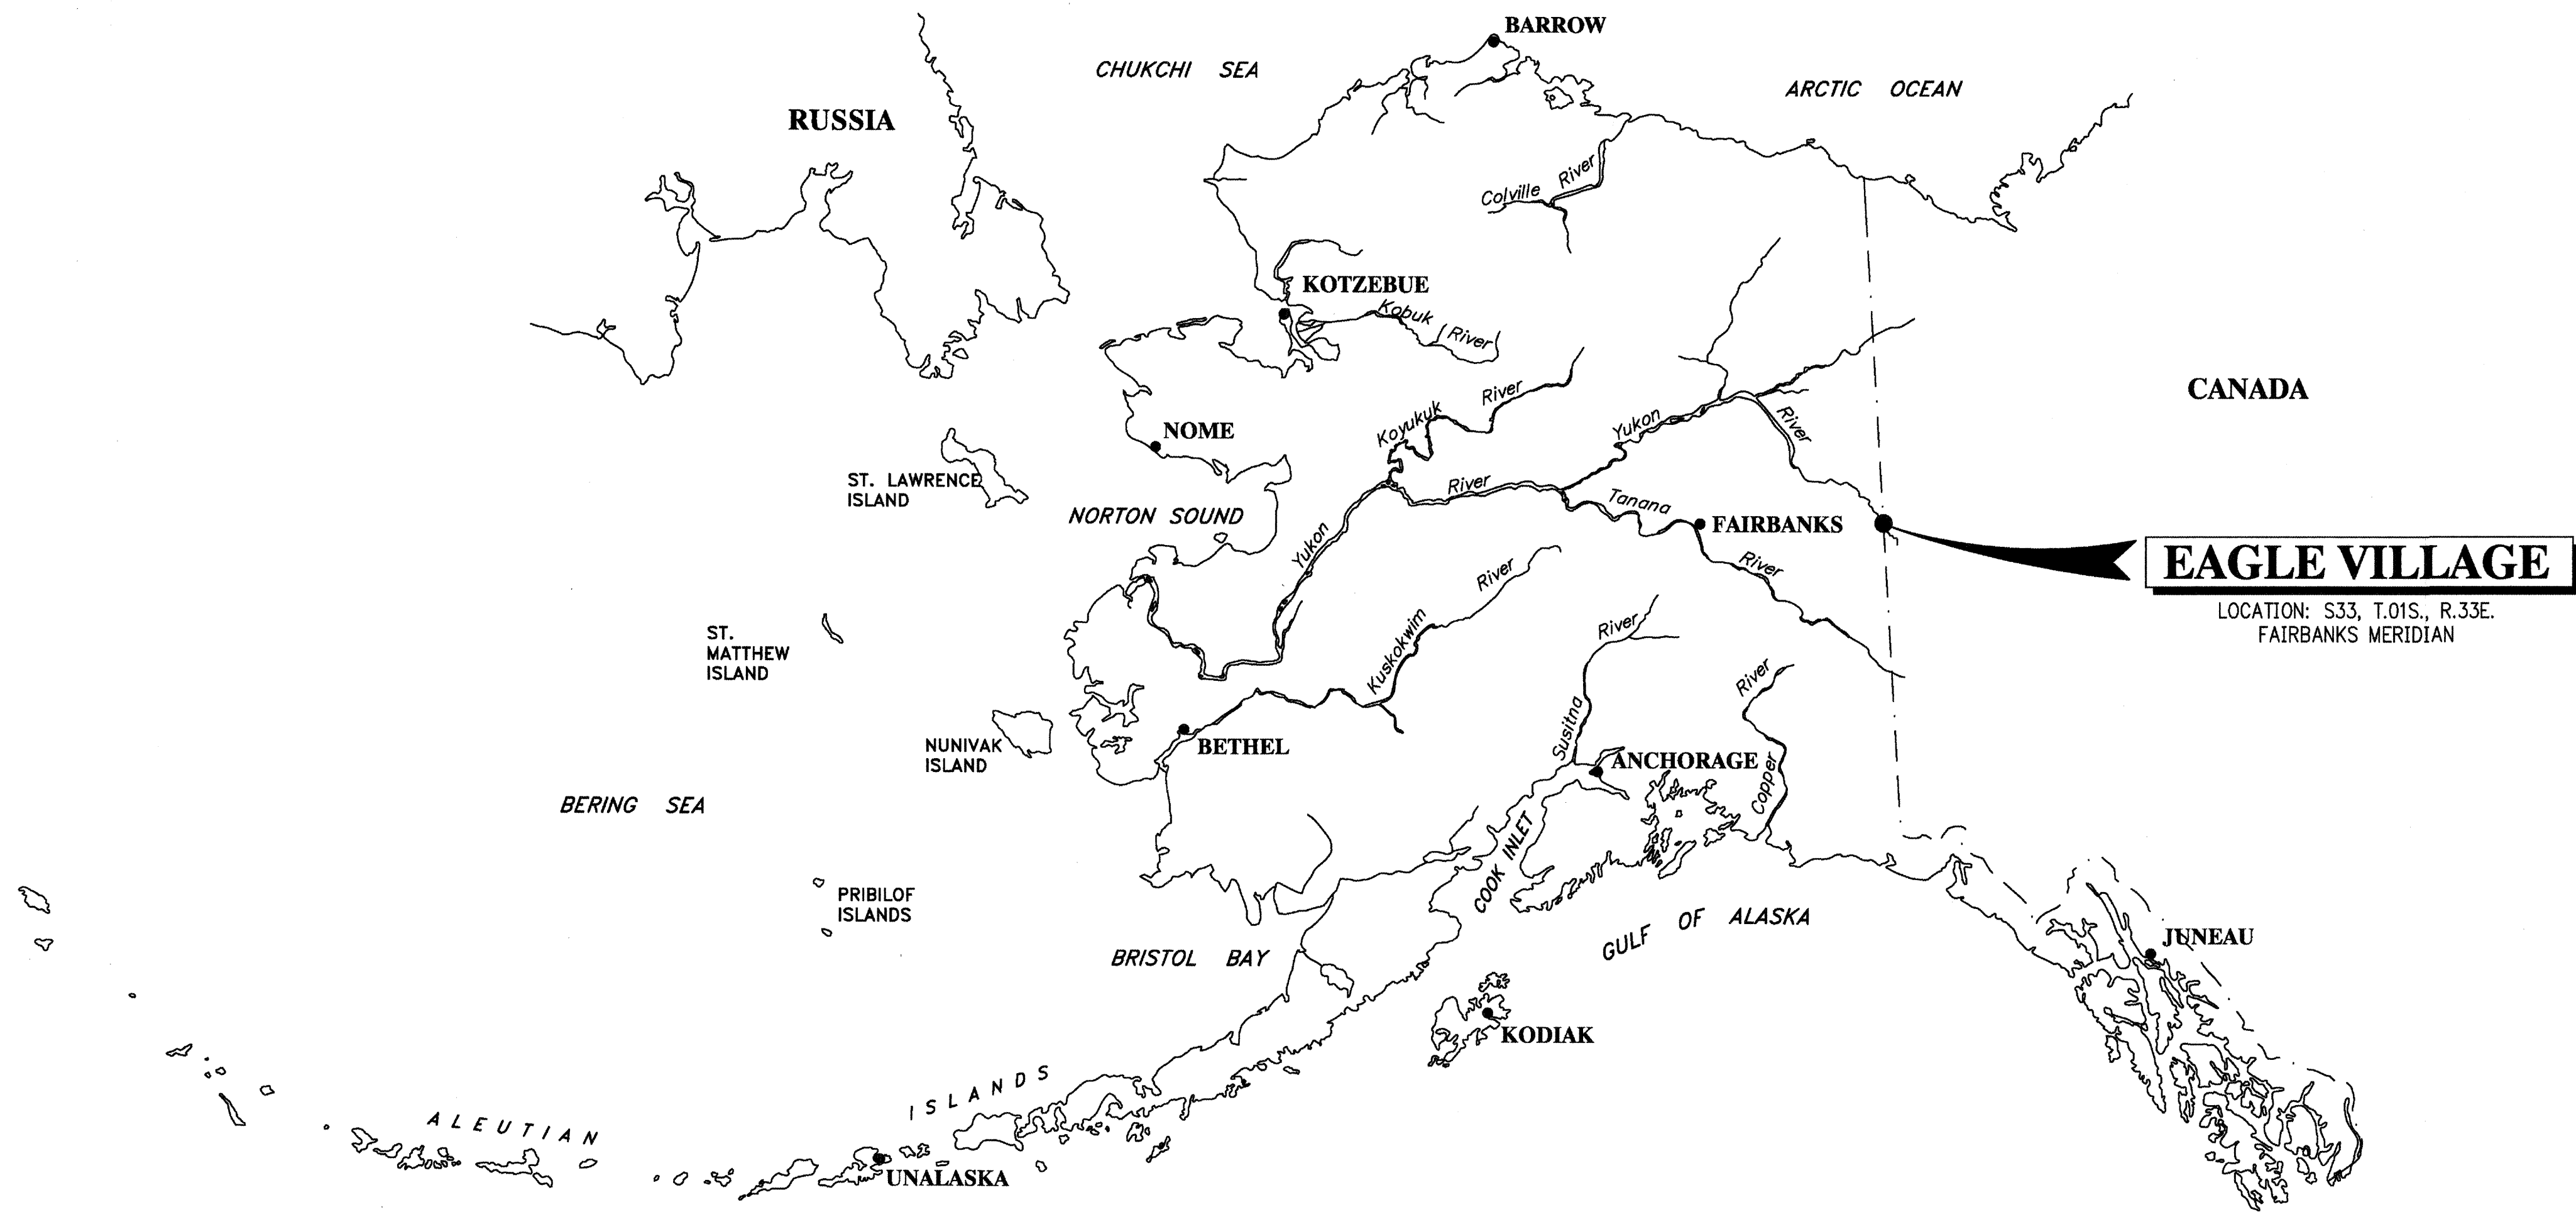 BARROW
CHUKCHI SEA
ARCTIC OCEAN
RUSSIA
Colville River
KOTZEBUE
Kobuk River
CANADA
Koyukuk River
NOME
Yukon River
ST. LAWRENCE
ISLAND
NORTON SOUND
Yukon River
Tanana River
FAIRBANKS
EAGLE VILLAGE
LOCATION: S33, T.01S., R.33E.
FAIRBANKS MERIDIAN
Kuskokwim River
ST.
MATTHEW
ISLAND
Susitna River
Copper River
NUNIVAK
ISLAND
BETHEL
ANCHORAGE
BERING SEA
COOK INLET
PRIBILOF
ISLANDS
GULF OF ALASKA
BRISTOL BAY
JUNEAU
KODIAK
ALEUTIAN ISLANDS
UNALASKA